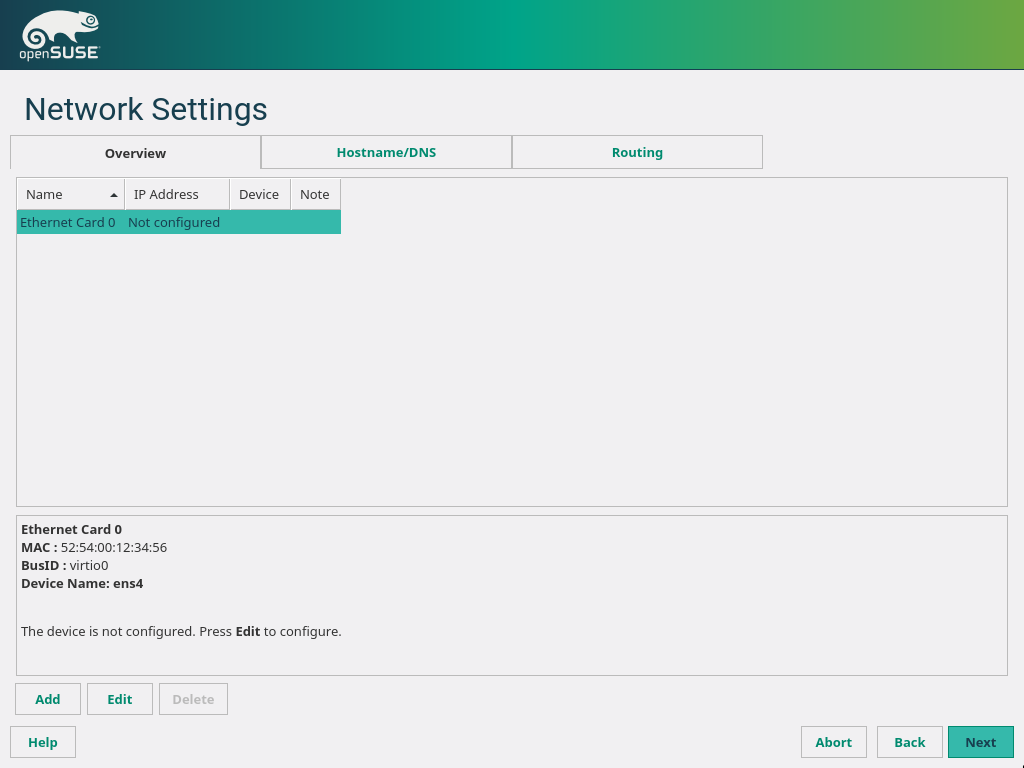 openSUSE
Network Settings
Overview Hostname/DNS Routing
Name IP Address Device Note
Ethernet Card 0 Not configured
Ethernet Card 0
MAC : 52:54:00:12:34:56
BusID : virtio0
Device Name: ens4
The device is not configured. Press Edit to configure.
Add Edit Delete
Help Abort Back Next